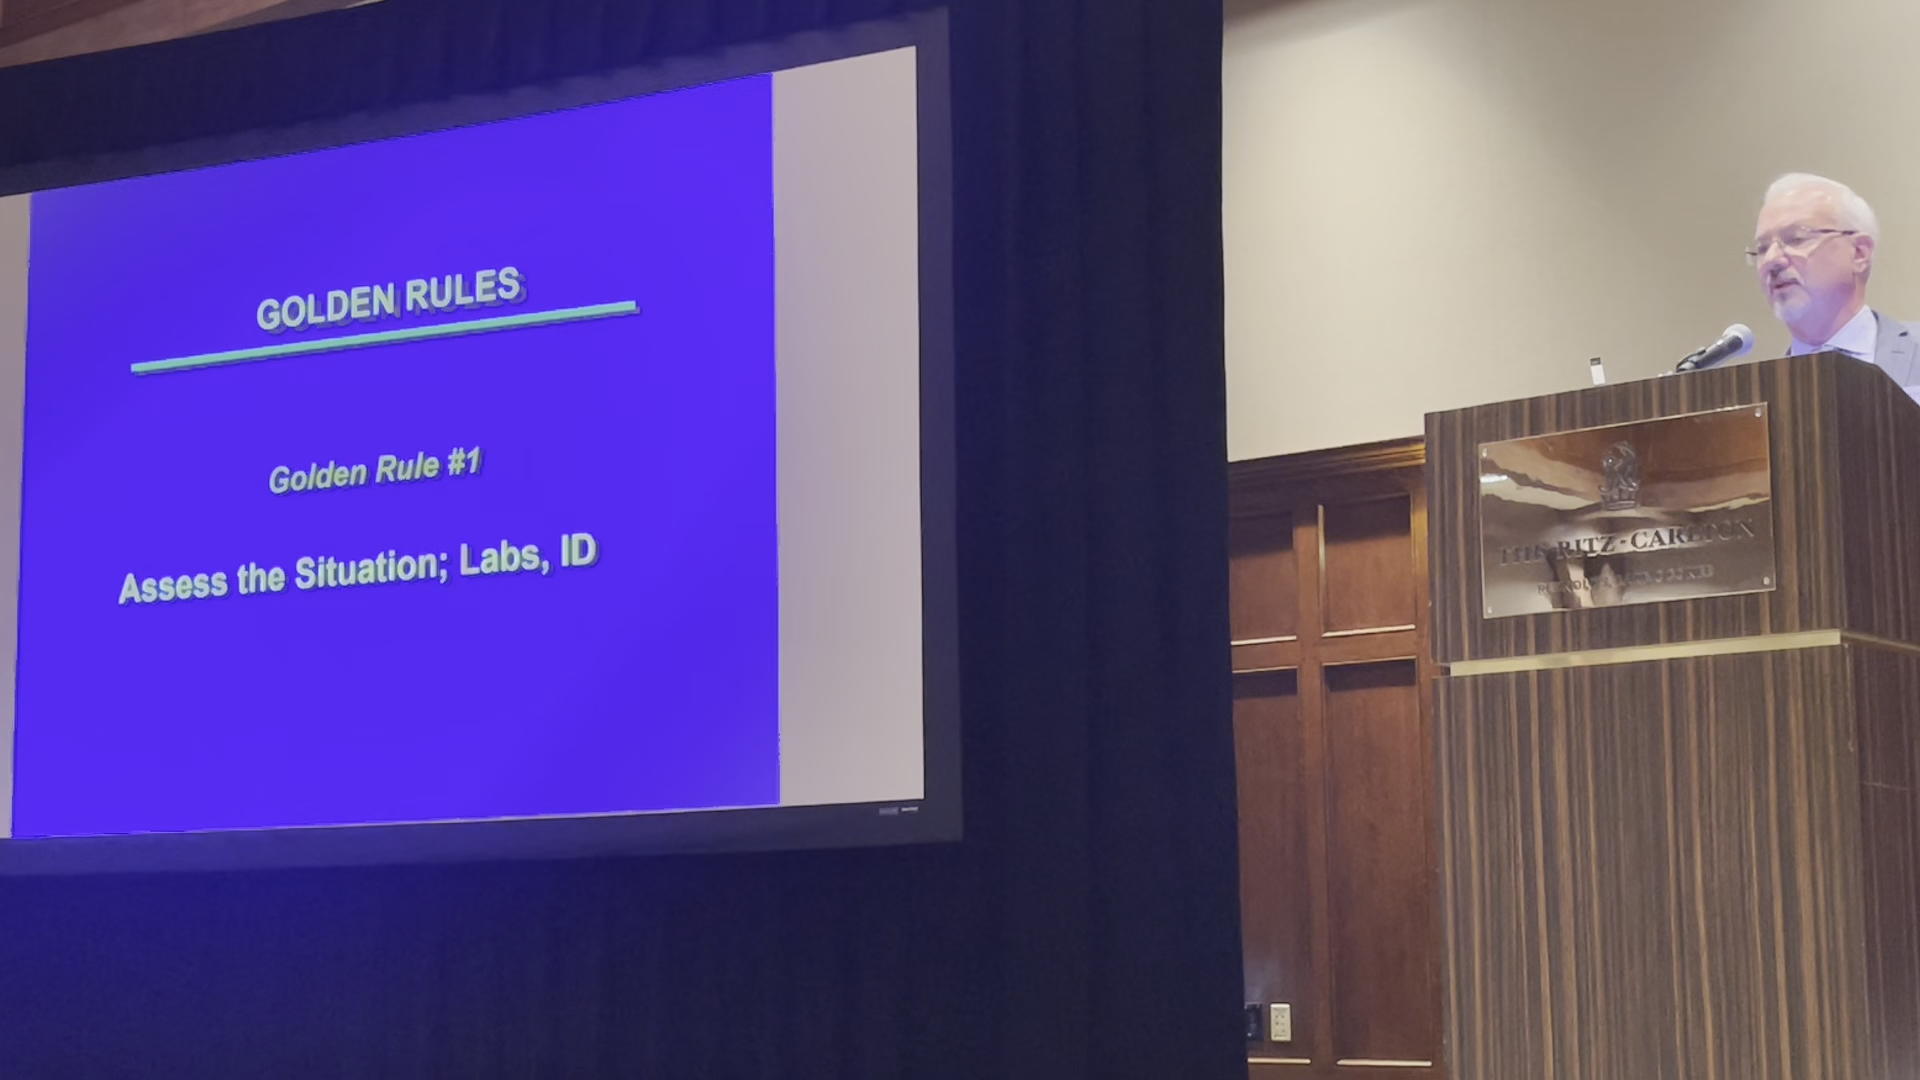 GOLDEN RULES
Golden Rule #1
Assess the Situation; Labs, ID
THE RITZ-CARLTON